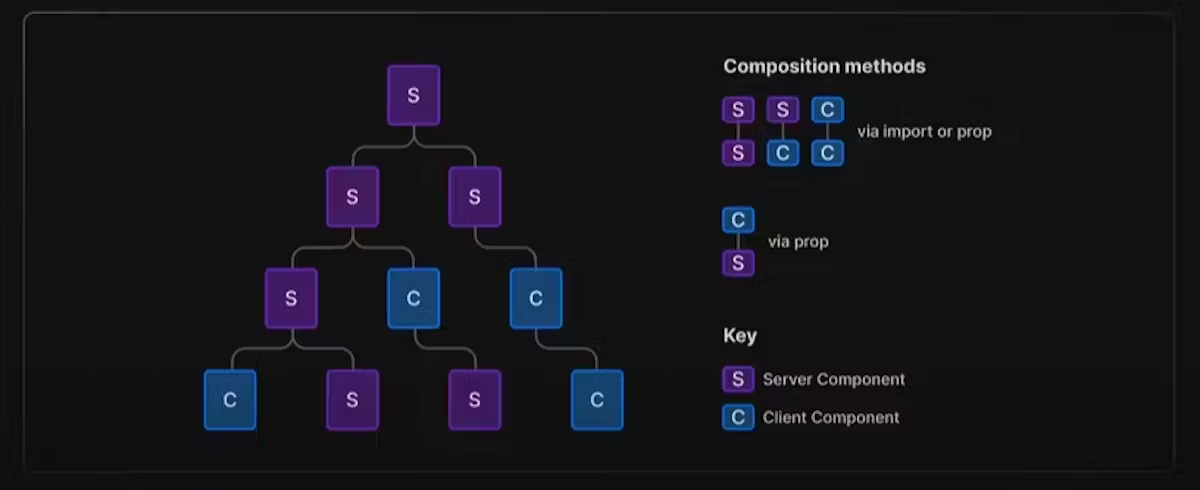 S
S S
S C C
C S S C
Composition methods
S S C
via import or prop
S C C
C
via prop
S
Key
S Server Component
C Client Component